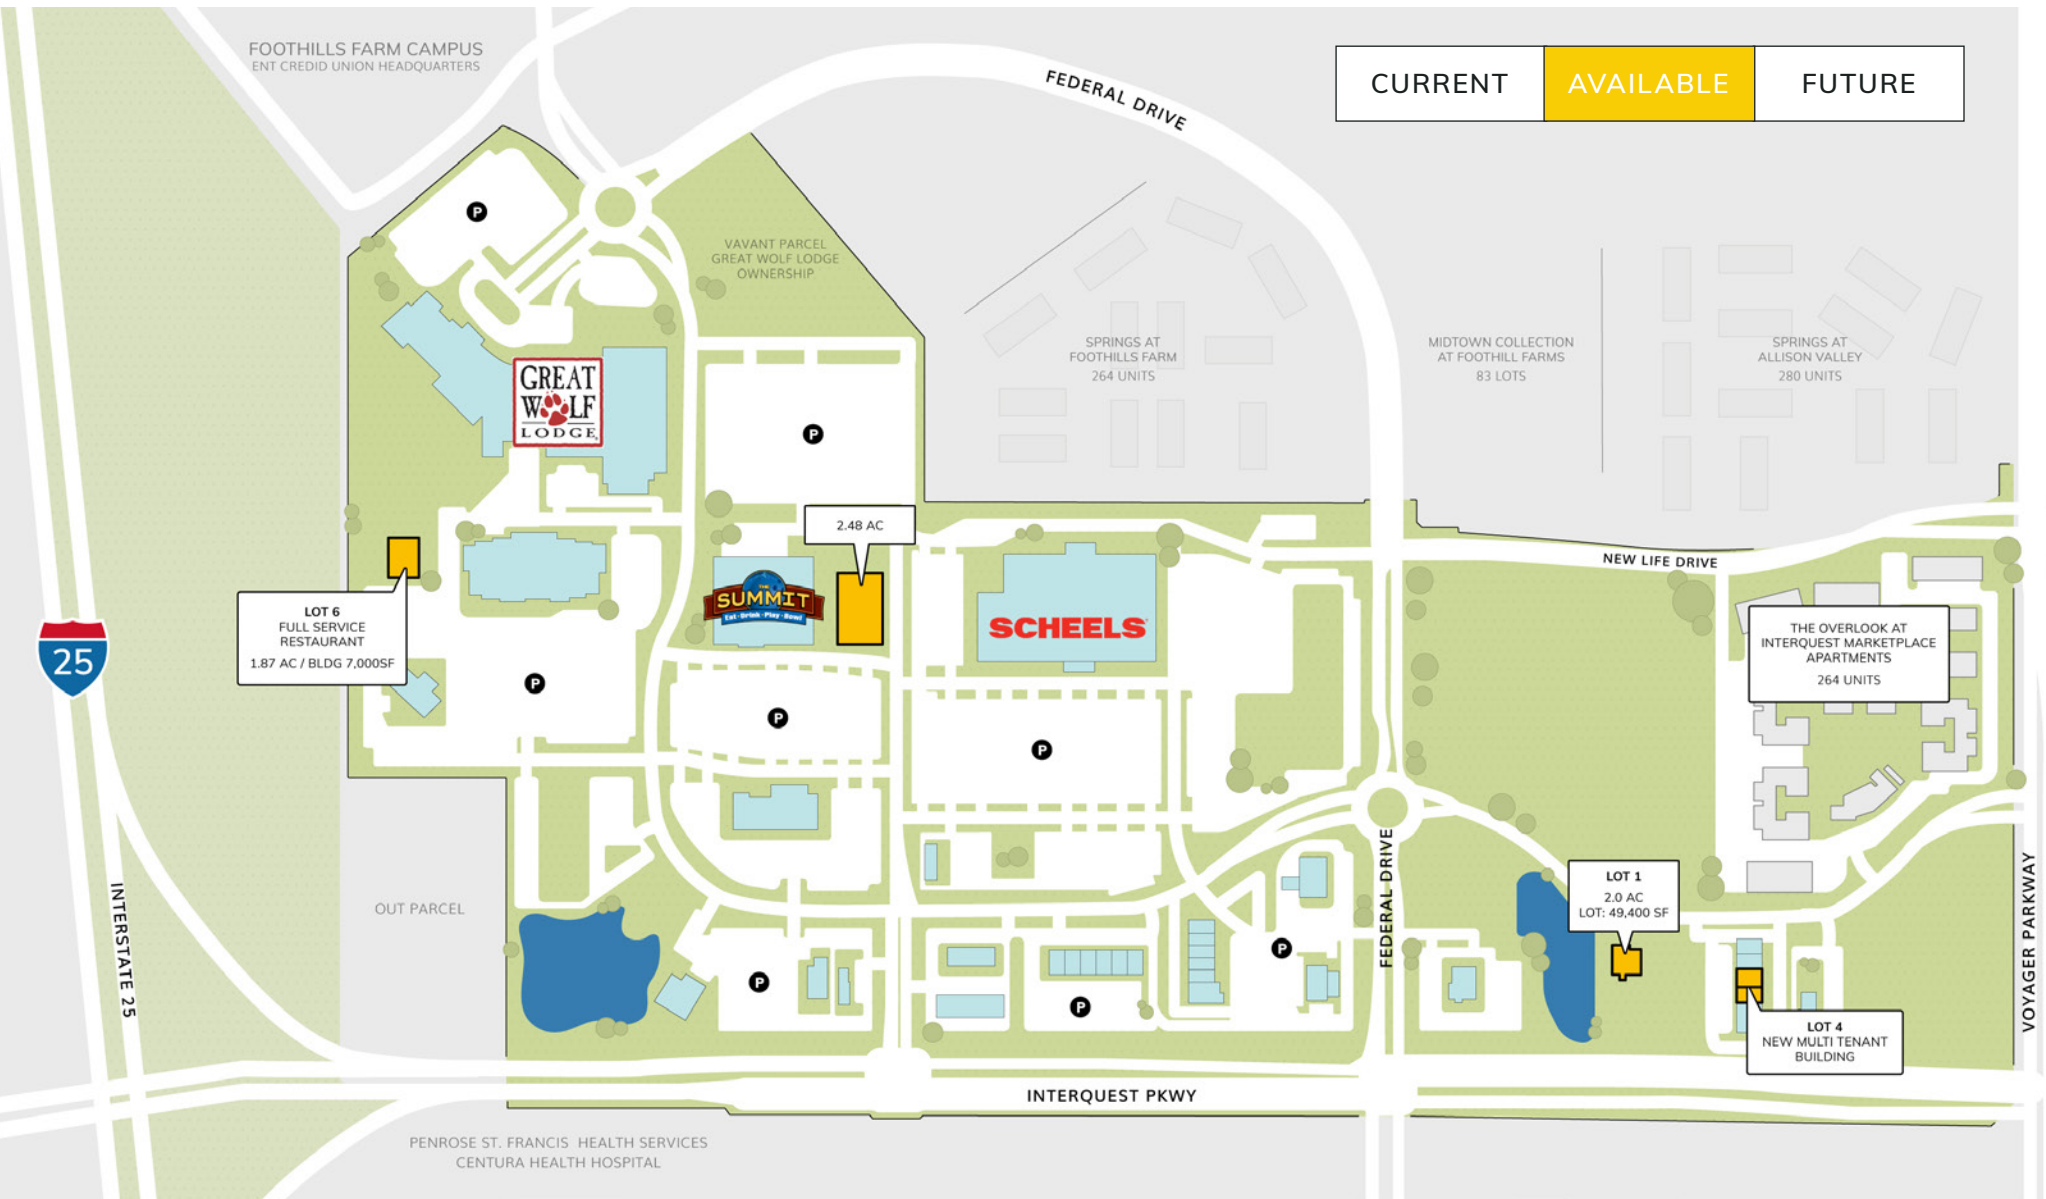 FOOTHILLS FARM CAMPUS
ENT CREDID UNION HEADQUARTERS
FEDERAL DRIVE
CURRENT
AVAILABLE
FUTURE
P
VAVANT PARCEL
GREAT WOLF LODGE
OWNERSHIP
SPRINGS AT
FOOTHILLS FARM
264 UNITS
MIDTOWN COLLECTION
AT FOOTHILL FARMS
83 LOTS
SPRINGS AT
ALLISON VALLEY
280 UNITS
GREAT
WOLF
LODGE
P
2.48 AC
NEW LIFE DRIVE
LOT 6
FULL SERVICE
RESTAURANT
1.87 AC / BLDG 7,000SF
THE
SUMMIT
Eat · Drink · Play · Bowl
SCHEELS
THE OVERLOOK AT
INTERQUEST MARKETPLACE
APARTMENTS
264 UNITS
25
P
P
P
FEDERAL DRIVE
LOT 1
2.0 AC
LOT: 49,400 SF
OUT PARCEL
INTERSTATE 25
VOYAGER PARKWAY
P
P
P
LOT 4
NEW MULTI TENANT
BUILDING
INTERQUEST PKWY
PENROSE ST. FRANCIS HEALTH SERVICES
CENTURA HEALTH HOSPITAL